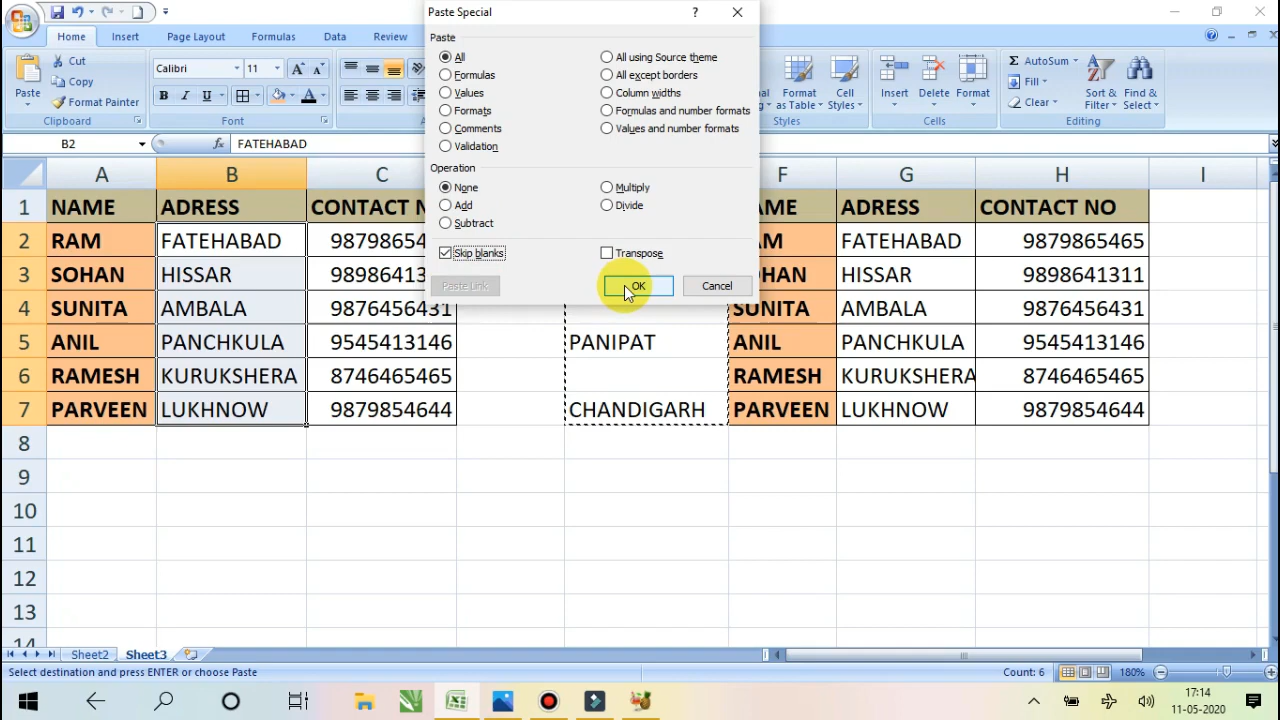 Paste Special
?
Home Insert Page Layout Formulas Data Review
Cut
Copy
Format Painter
Paste
Clipboard
Calibri 11
B I U
Font
Paste
All
Formulas
Values
Formats
Comments
Validation
All using Source theme
All except borders
Column widths
Formulas and number formats
Values and number formats
Operation
None
Add
Subtract
Multiply
Divide
Skip blanks
Transpose
Paste Link
OK
Cancel
Format as Table
Cell Styles
Styles
Insert
Delete
Format
Cells
Σ AutoSum
Fill
Clear
Sort & Filter
Find & Select
Editing
B2 fx FATEHABAD
A B C F G H I
1 NAME ADRESS CONTACT N ADRESS CONTACT NO
2 RAM FATEHABAD FATEHABAD 9879865465
3 SOHAN HISSAR HISSAR 9898641311
4 SUNITA AMBALA 9876456431 SUNITA AMBALA 9876456431
5 ANIL PANCHKULA 9545413146 PANIPAT ANIL PANCHKULA 9545413146
6 RAMESH KURUKSHERA 8746465465 RAMESH KURUKSHERA 8746465465
7 PARVEEN LUKHNOW 9879854644 CHANDIGARH PARVEEN LUKHNOW 9879854644
8
9
10
11
12
13
14
Sheet2 Sheet3
Select destination and press ENTER or choose Paste Count: 6 180%
17:14
11-05-2020